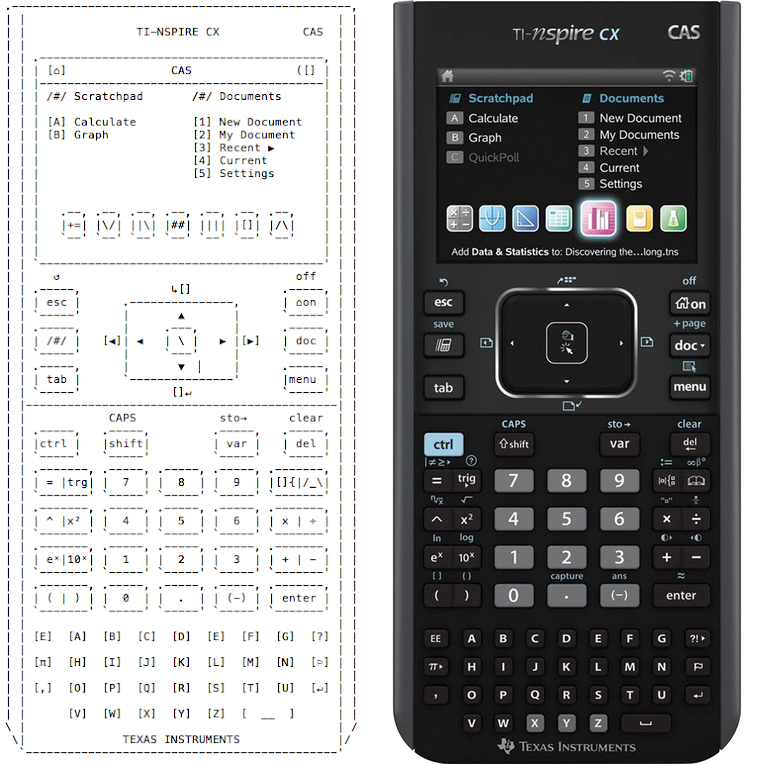 TI-NSPIRE CX CAS
[⌂] CAS ([]
/#/ Scratchpad /#/ Documents
[A] Calculate [1] New Document
[B] Graph [2] My Document
[3] Recent ►
[4] Current
[5] Settings
|+=| |\/| ||\| |##| |||| |[]| |/\|
↺ off
esc ↳[] ⌂on
▲
/#/ [◄] ◄ \ ► [►] doc
▼
tab []↵ menu
CAPS sto→ clear
ctrl shift var del
= |trg 7 8 9 []{|/_\
^ |x² 4 5 6 x | ÷
eˣ|10ˣ 1 2 3 + | −
( | ) 0 . (−) enter
[E] [A] [B] [C] [D] [E] [F] [G] [?]
[π] [H] [I] [J] [K] [L] [M] [N] [⚐]
[,] [O] [P] [Q] [R] [S] [T] [U] [↵]
[V] [W] [X] [Y] [Z] [ __ ]
TEXAS INSTRUMENTS
TI-nspire CX CAS
Scratchpad Documents
A Calculate 1 New Document
B Graph 2 My Documents
C QuickPoll 3 Recent
4 Current
5 Settings
Add Data & Statistics to: Discovering the...long.tns
off
esc on
save + page
doc
tab menu
CAPS sto → clear
ctrl shift var del
|≠≥▸ ? := ∞β°
= trig 7 8 9
ⁿ√x √ "□"
^ x² 4 5 6 × ÷
ln log
eˣ 10ˣ 1 2 3 + −
[ ] { } capture ans ≈
( ) 0 . (−) enter
EE A B C D E F G ?!▸
π▸ H I J K L M N
, O P Q R S T U ↵
V W X Y Z
TEXAS INSTRUMENTS